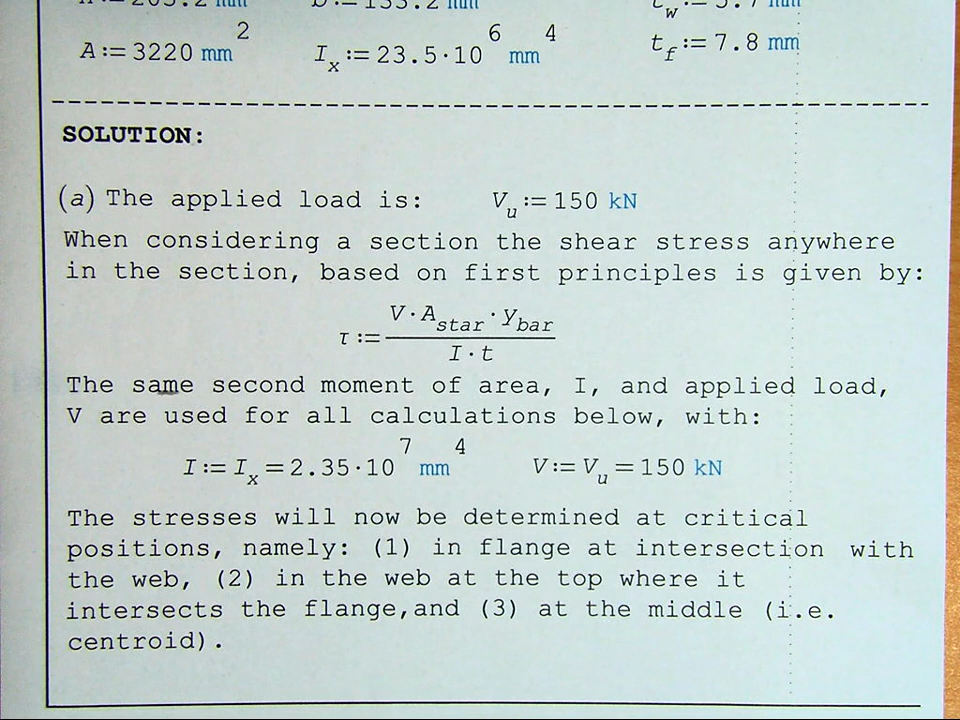 A := 3220 mm^2 I_x := 23.5·10^6 mm^4 t_f := 7.8 mm
SOLUTION:
(a) The applied load is: V_u := 150 kN
When considering a section the shear stress anywhere
in the section, based on first principles is given by:
τ := (V·A_star·y_bar)/(I·t)
The same second moment of area, I, and applied load,
V are used for all calculations below, with:
I := I_x = 2.35·10^7 mm^4 V := V_u = 150 kN
The stresses will now be determined at critical
positions, namely: (1) in flange at intersection with
the web, (2) in the web at the top where it
intersects the flange,and (3) at the middle (i.e.
centroid).